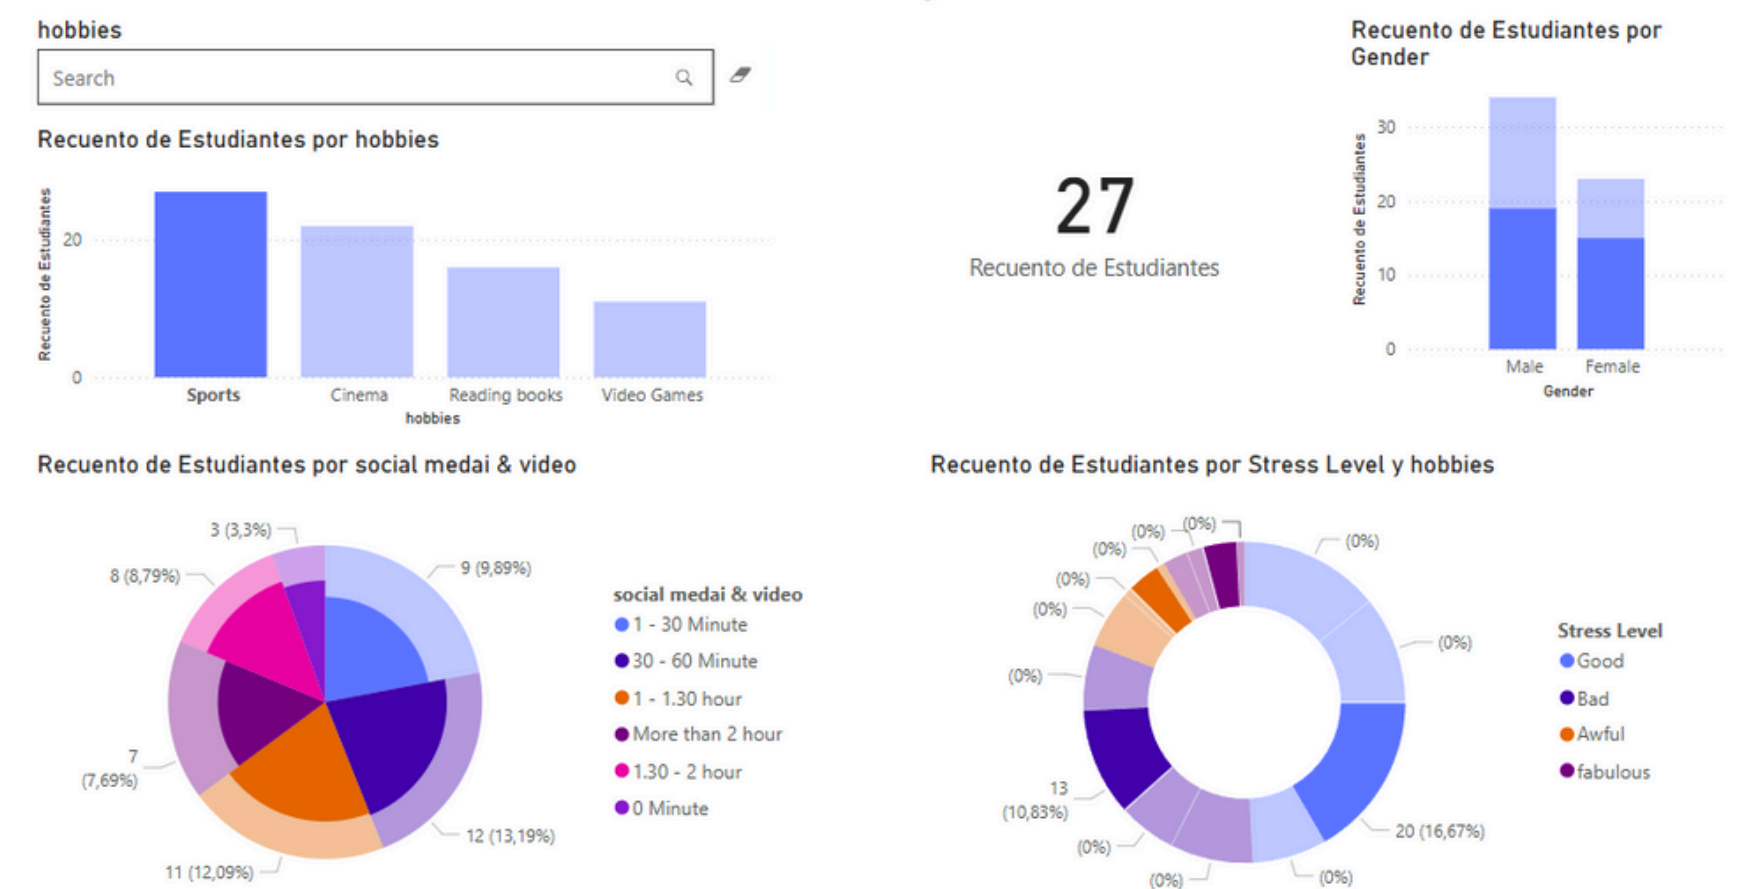 hobbies
Search
Recuento de Estudiantes por hobbies
Recuento de Estudiantes
20
0
Sports
Cinema
Reading books
Video Games
hobbies
27
Recuento de Estudiantes
Recuento de Estudiantes por
Gender
Recuento de Estudiantes
30
20
10
0
Male
Female
Gender
Recuento de Estudiantes por social medai & video
3 (3,3%)
8 (8,79%)
9 (9,89%)
7
(7,69%)
12 (13,19%)
11 (12,09%)
social medai & video
1 - 30 Minute
30 - 60 Minute
1 - 1.30 hour
More than 2 hour
1.30 - 2 hour
0 Minute
Recuento de Estudiantes por Stress Level y hobbies
(0%)
(0%)
(0%)
(0%)
(0%)
(0%)
(0%)
(0%)
13
(10,83%)
20 (16,67%)
(0%)
(0%)
(0%)
Stress Level
Good
Bad
Awful
fabulous